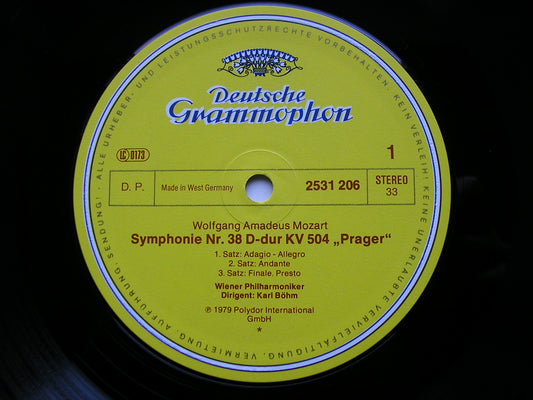 ALLE URHEBER- UND LEISTUNGSSCHUTZRECHTE VORBEHALTEN. KEIN VERLEIH! KEINE UNERLAUBTE VERVIELFÄLTIGUNG, VERMIETUNG, AUFFÜHRUNG, SENDUNG!
Deutsche
Grammophon
LC 0173
1
D. P.
Made in West Germany
2531 206
STEREO
33
Wolfgang Amadeus Mozart
Symphonie Nr. 38 D-dur KV 504 „Prager“
1. Satz: Adagio - Allegro
2. Satz: Andante
3. Satz: Finale. Presto
Wiener Philharmoniker
Dirigent: Karl Böhm
℗ 1979 Polydor International
GmbH
*